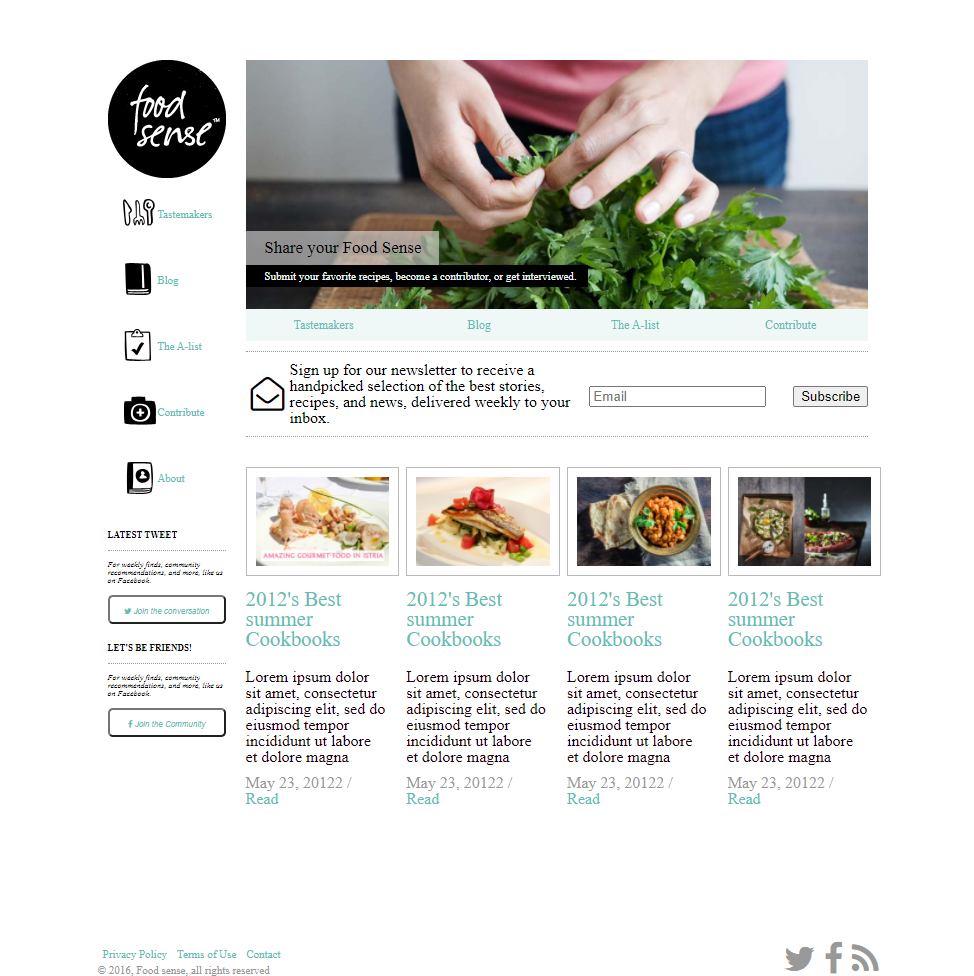 food
sense™
Tastemakers
Blog
The A-list
Contribute
About
LATEST TWEET
For weekly finds, community
recommendations, and more, like us
on Facebook.
Join the conversation
LET'S BE FRIENDS!
For weekly finds, community
recommendations, and more, like us
on Facebook.
Join the Community
Share your Food Sense
Submit your favorite recipes, become a contributor, or get interviewed.
Tastemakers Blog The A-list Contribute
Sign up for our newsletter to receive a
handpicked selection of the best stories,
recipes, and news, delivered weekly to your
inbox.
Email
Subscribe
AMAZING GOURMET FOOD IN ISTRIA
2012's Best
summer
Cookbooks
Lorem ipsum dolor
sit amet, consectetur
adipiscing elit, sed do
eiusmod tempor
incididunt ut labore
et dolore magna
May 23, 20122 /
Read
2012's Best
summer
Cookbooks
Lorem ipsum dolor
sit amet, consectetur
adipiscing elit, sed do
eiusmod tempor
incididunt ut labore
et dolore magna
May 23, 20122 /
Read
2012's Best
summer
Cookbooks
Lorem ipsum dolor
sit amet, consectetur
adipiscing elit, sed do
eiusmod tempor
incididunt ut labore
et dolore magna
May 23, 20122 /
Read
2012's Best
summer
Cookbooks
Lorem ipsum dolor
sit amet, consectetur
adipiscing elit, sed do
eiusmod tempor
incididunt ut labore
et dolore magna
May 23, 20122 /
Read
Privacy Policy Terms of Use Contact
© 2016, Food sense, all rights reserved